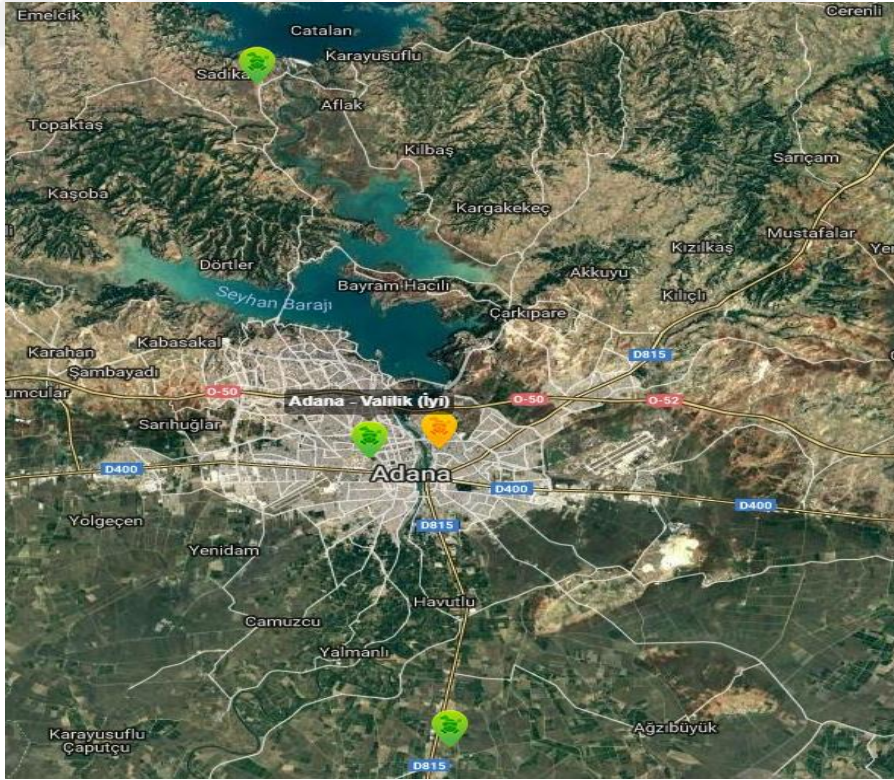 Emelcik
Catalan
Cerenli
Karayusuflu
Aflak
Topaktaş
Kılbaş
Sarıçam
Kaşoba
Kargakekeç
Mustafalar
Kızılkaş
Dörtler
Akkuyu
Bayram Hacılı
Kılıçlı
Seyhan Barajı
Çarkıpare
Kabasakal
Karahan
D815
Şambayadı
O-50
Adana - Valilik (İyi)
O-50
O-52
Sarıhuğlar
D400
Adana
D400
D400
Yolgeçen
D815
Yenidam
Havutlu
Camuzcu
Yalmanlı
Karayusuflu
Çaputçu
Ağzıbüyük
D815